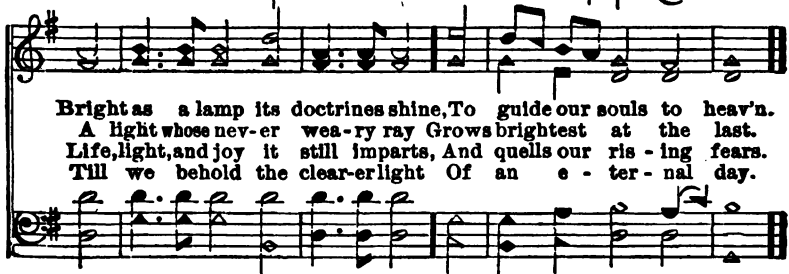 Bright as a lamp its doctrines shine, To guide our souls to heav'n.
A light whose nev-er wea-ry ray Grows brightest at the last.
Life, light, and joy it still imparts, And quells our ris - ing fears.
Till we behold the clear-er light Of an e - ter - nal day.